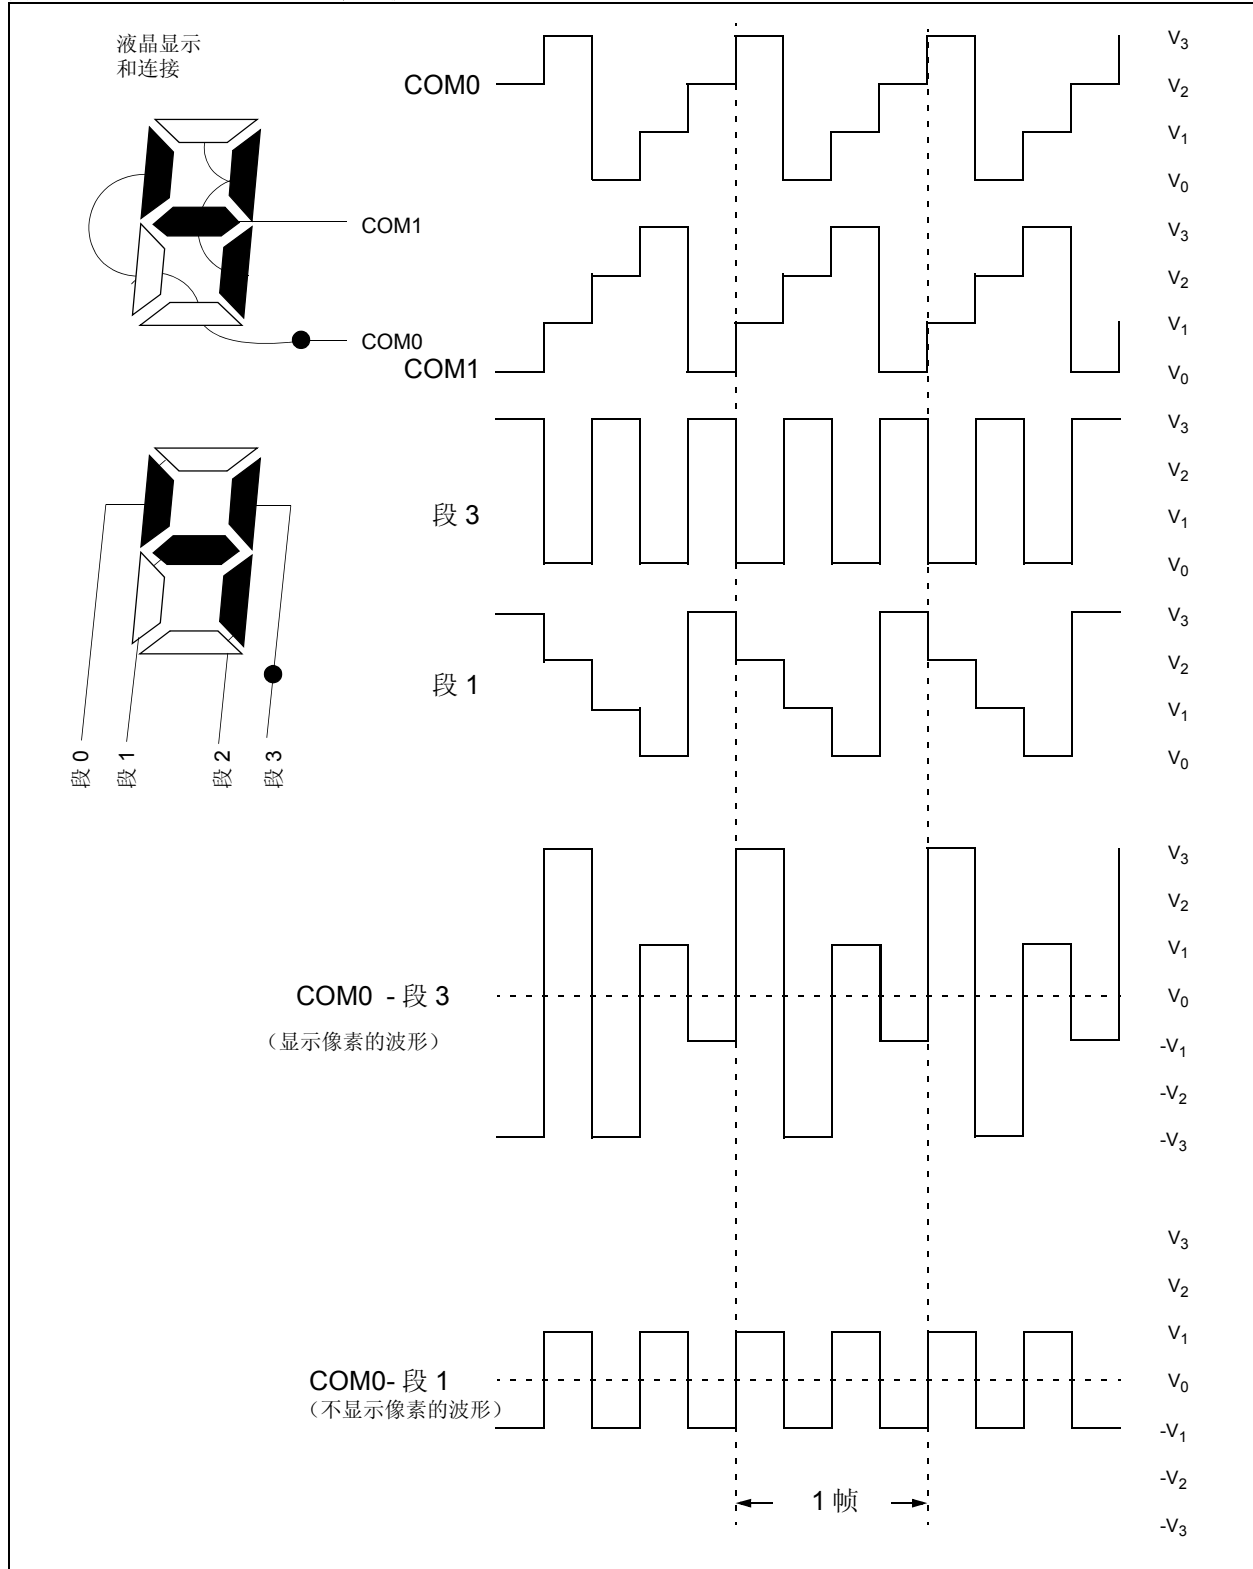 液晶显示
和连接
COM1
COM0
段 0
段 1
段 2
段 3
COM0
V3
V2
V1
V0
COM1
V3
V2
V1
V0
段 3
V3
V2
V1
V0
段 1
V3
V2
V1
V0
COM0 - 段 3
（显示像素的波形）
V3
V2
V1
V0
-V1
-V2
-V3
COM0- 段 1
（不显示像素的波形）
V3
V2
V1
V0
-V1
-V2
-V3
1 帧